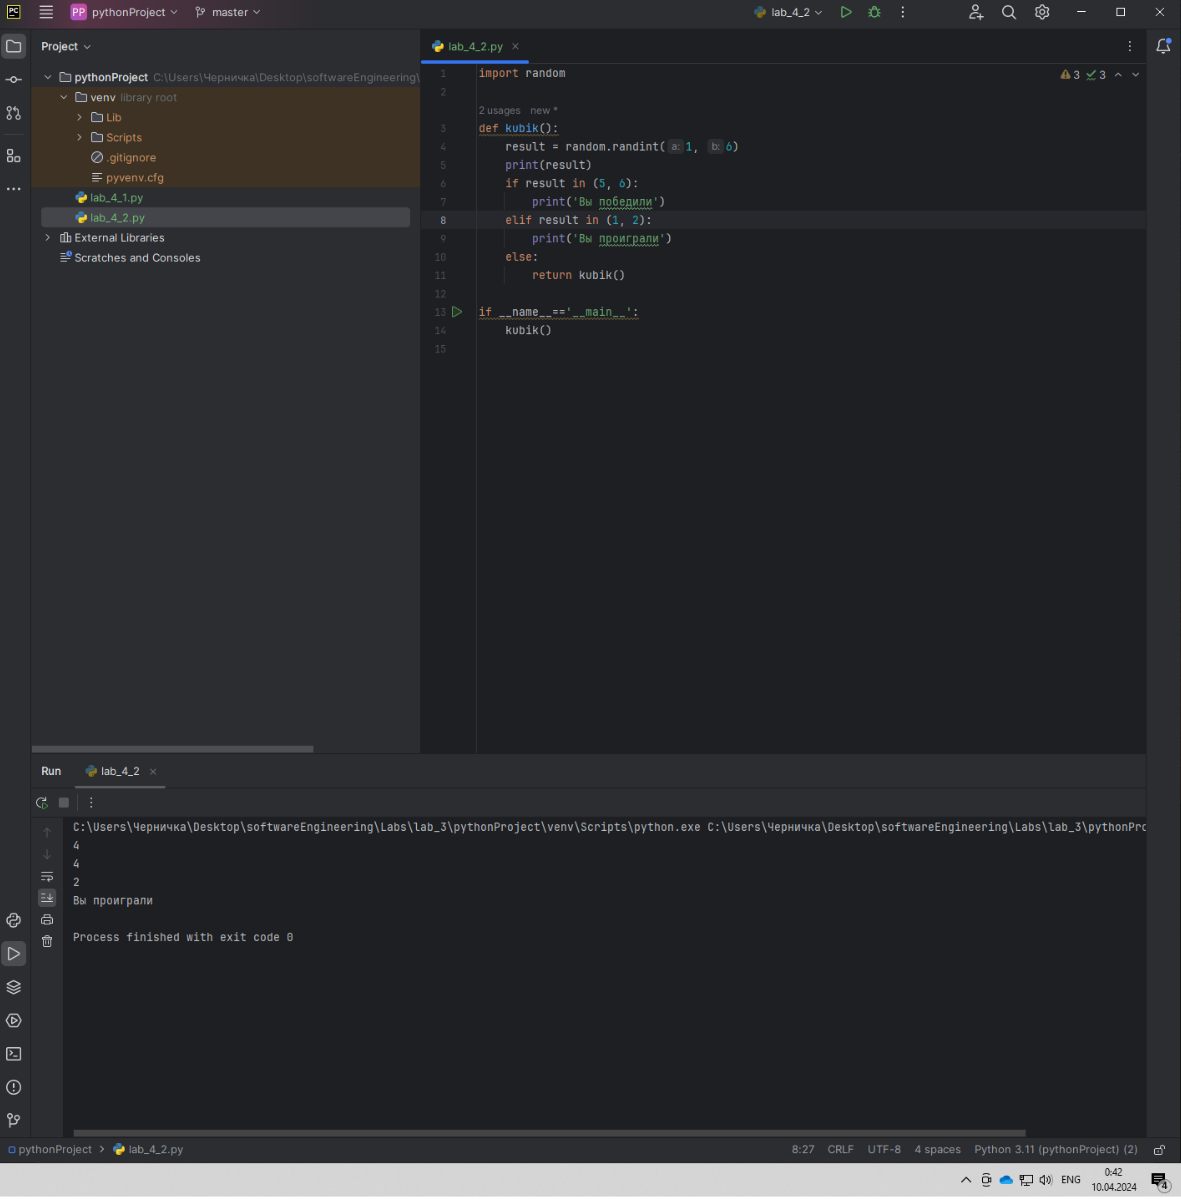 PC PP pythonProject master lab_4_2
Project
pythonProject C:\Users\Черничка\Desktop\softwareEngineering\
venv library root
Lib
Scripts
.gitignore
pyvenv.cfg
lab_4_1.py
lab_4_2.py
External Libraries
Scratches and Consoles
lab_4_2.py
3 3
1 import random
2
2 usages new *
3 def kubik():
4 result = random.randint( a: 1, b: 6)
5 print(result)
6 if result in (5, 6):
7 print('Вы победили')
8 elif result in (1, 2):
9 print('Вы проиграли')
10 else:
11 return kubik()
12
13 if __name__=='__main__':
14 kubik()
15
Run lab_4_2
C:\Users\Черничка\Desktop\softwareEngineering\Labs\lab_3\pythonProject\venv\Scripts\python.exe C:\Users\Черничка\Desktop\softwareEngineering\Labs\lab_3\pythonPro
4
4
2
Вы проиграли
Process finished with exit code 0
pythonProject lab_4_2.py 8:27 CRLF UTF-8 4 spaces Python 3.11 (pythonProject) (2)
ENG 0:42
10.04.2024
4